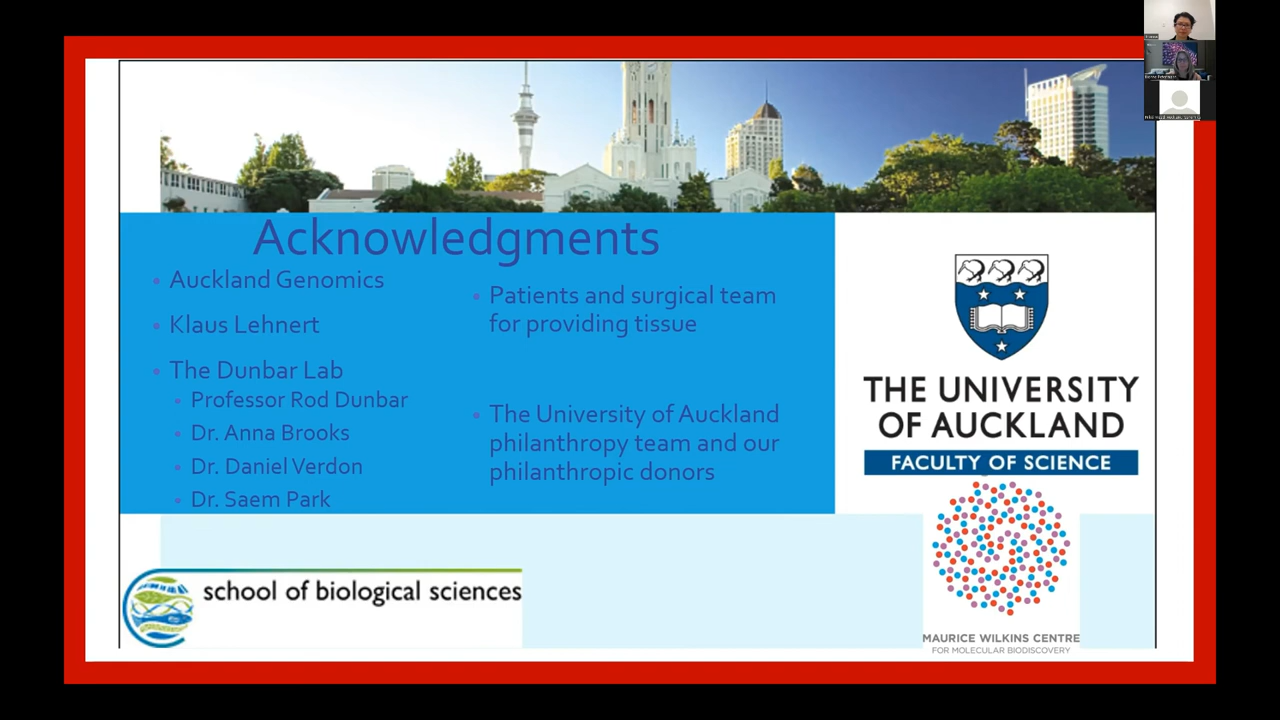 Acknowledgments
Auckland Genomics
Klaus Lehnert
The Dunbar Lab
Professor Rod Dunbar
Dr. Anna Brooks
Dr. Daniel Verdon
Dr. Saem Park
Patients and surgical team
for providing tissue
The University of Auckland
philanthropy team and our
philanthropic donors
THE UNIVERSITY
OF AUCKLAND
FACULTY OF SCIENCE
school of biological sciences
MAURICE WILKINS CENTRE
FOR MOLECULAR BIODISCOVERY